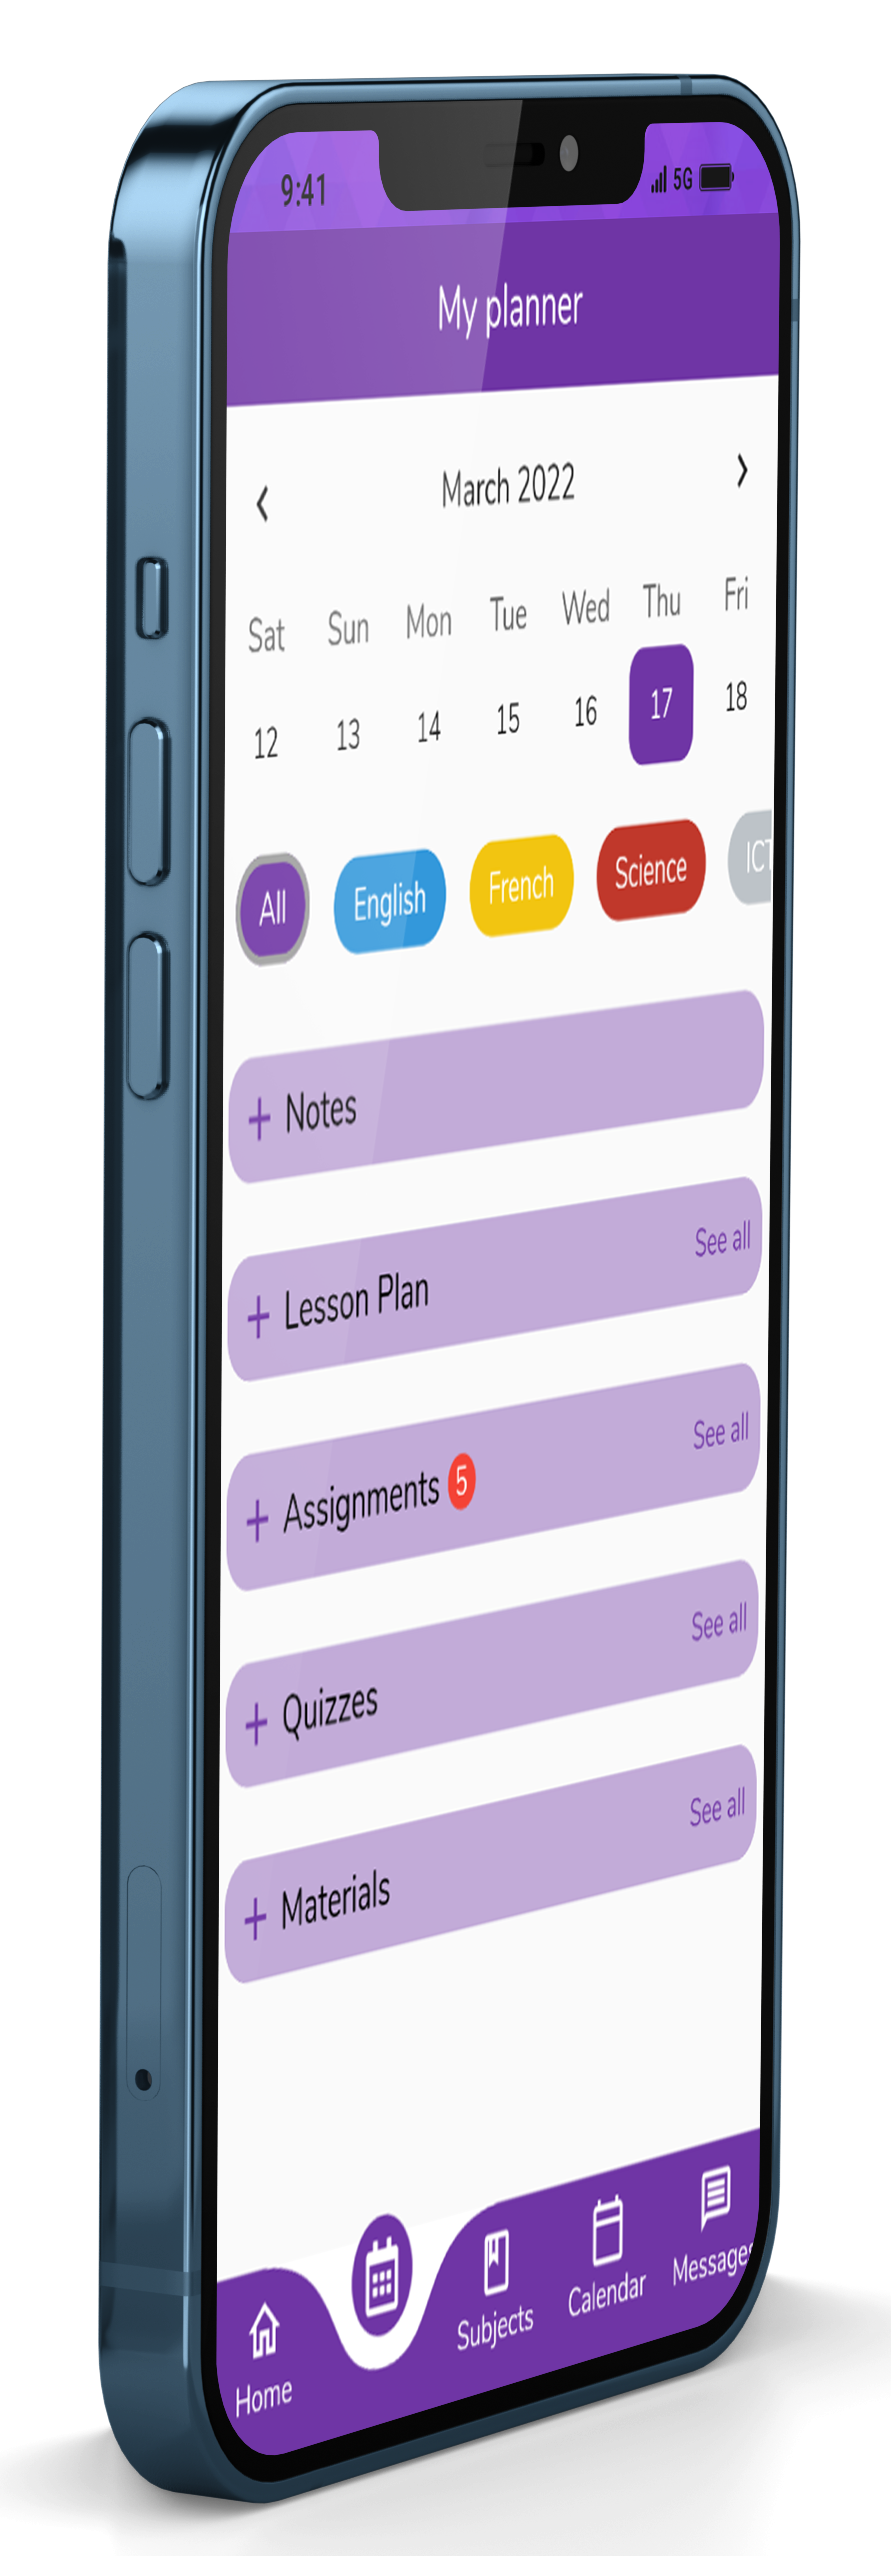 9:41 5G
My planner
March 2022
Sat Sun Mon Tue Wed Thu Fri
12 13 14 15 16 17 18
All English French Science ICT
+ Notes
+ Lesson Plan See all
+ Assignments 5 See all
+ Quizzes See all
+ Materials See all
Home Subjects Calendar Messages